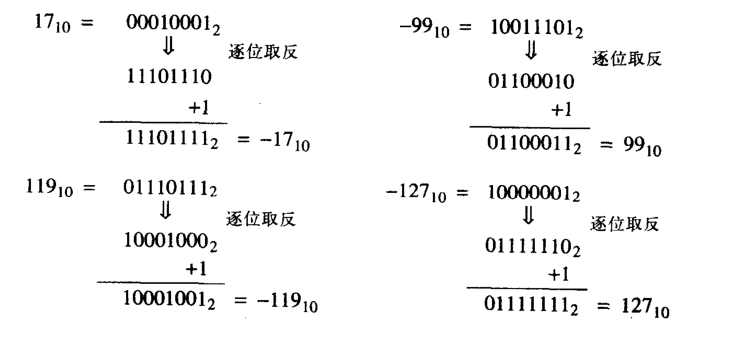 17₁₀ = 00010001₂
⇓ 逐位取反
11101110
+1
11101111₂ = −17₁₀
−99₁₀ = 10011101₂
⇓ 逐位取反
01100010
+1
01100011₂ = 99₁₀
119₁₀ = 01110111₂
⇓ 逐位取反
10001000₂
+1
10001001₂ = −119₁₀
−127₁₀ = 10000001₂
⇓ 逐位取反
01111110₂
+1
01111111₂ = 127₁₀